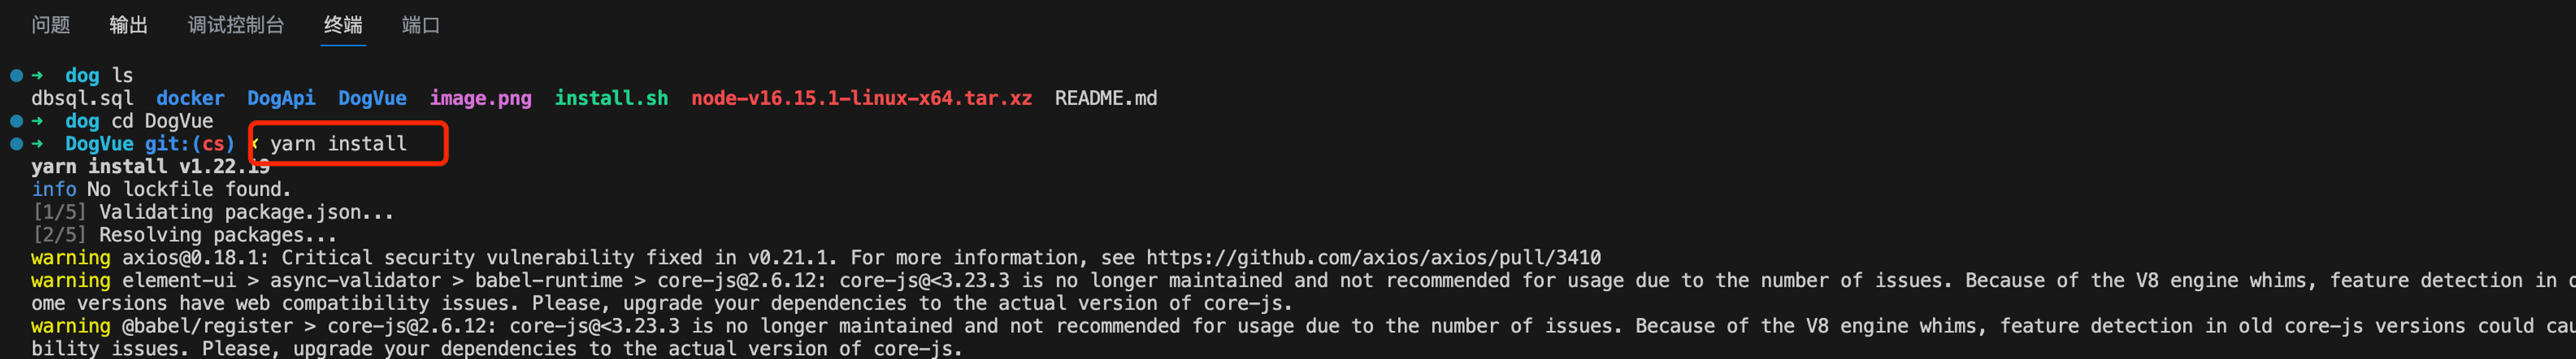 问题 输出 调试控制台 终端 端口
➜ dog ls
dbsql.sql docker DogApi DogVue image.png install.sh node-v16.15.1-linux-x64.tar.xz README.md
➜ dog cd DogVue
➜ DogVue git:(cs) ✗ yarn install
yarn install v1.22.19
info No lockfile found.
[1/5] Validating package.json...
[2/5] Resolving packages...
warning axios@0.18.1: Critical security vulnerability fixed in v0.21.1. For more information, see https://github.com/axios/axios/pull/3410
warning element-ui > async-validator > babel-runtime > core-js@2.6.12: core-js@<3.23.3 is no longer maintained and not recommended for usage due to the number of issues. Because of the V8 engine whims, feature detection in
ome versions have web compatibility issues. Please, upgrade your dependencies to the actual version of core-js.
warning @babel/register > core-js@2.6.12: core-js@<3.23.3 is no longer maintained and not recommended for usage due to the number of issues. Because of the V8 engine whims, feature detection in old core-js versions could cau
bility issues. Please, upgrade your dependencies to the actual version of core-js.